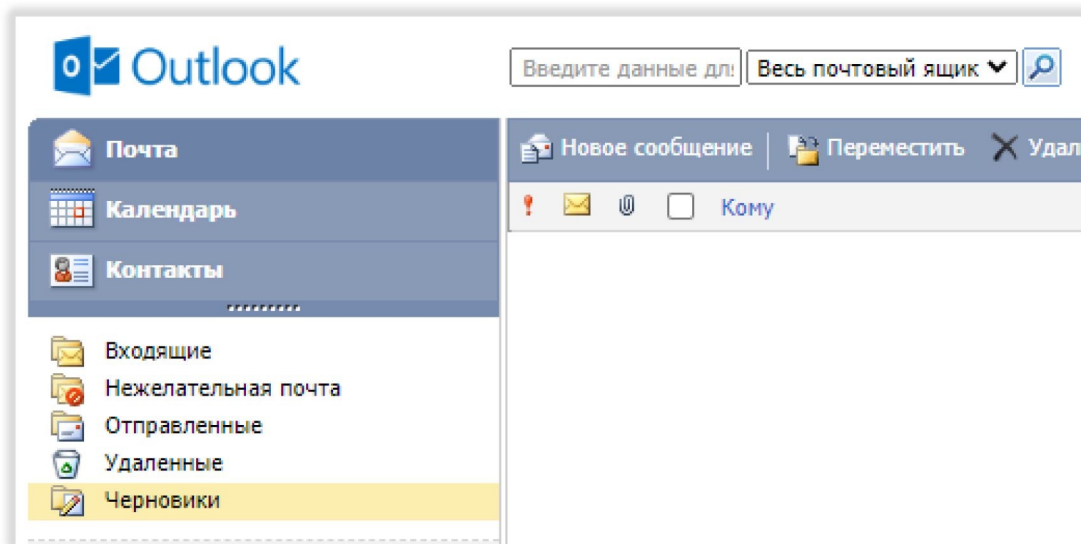 Outlook
Введите данные для
Весь почтовый ящик
Почта
Календарь
Контакты
Новое сообщение
Переместить
Удал
Кому
Входящие
Нежелательная почта
Отправленные
Удаленные
Черновики